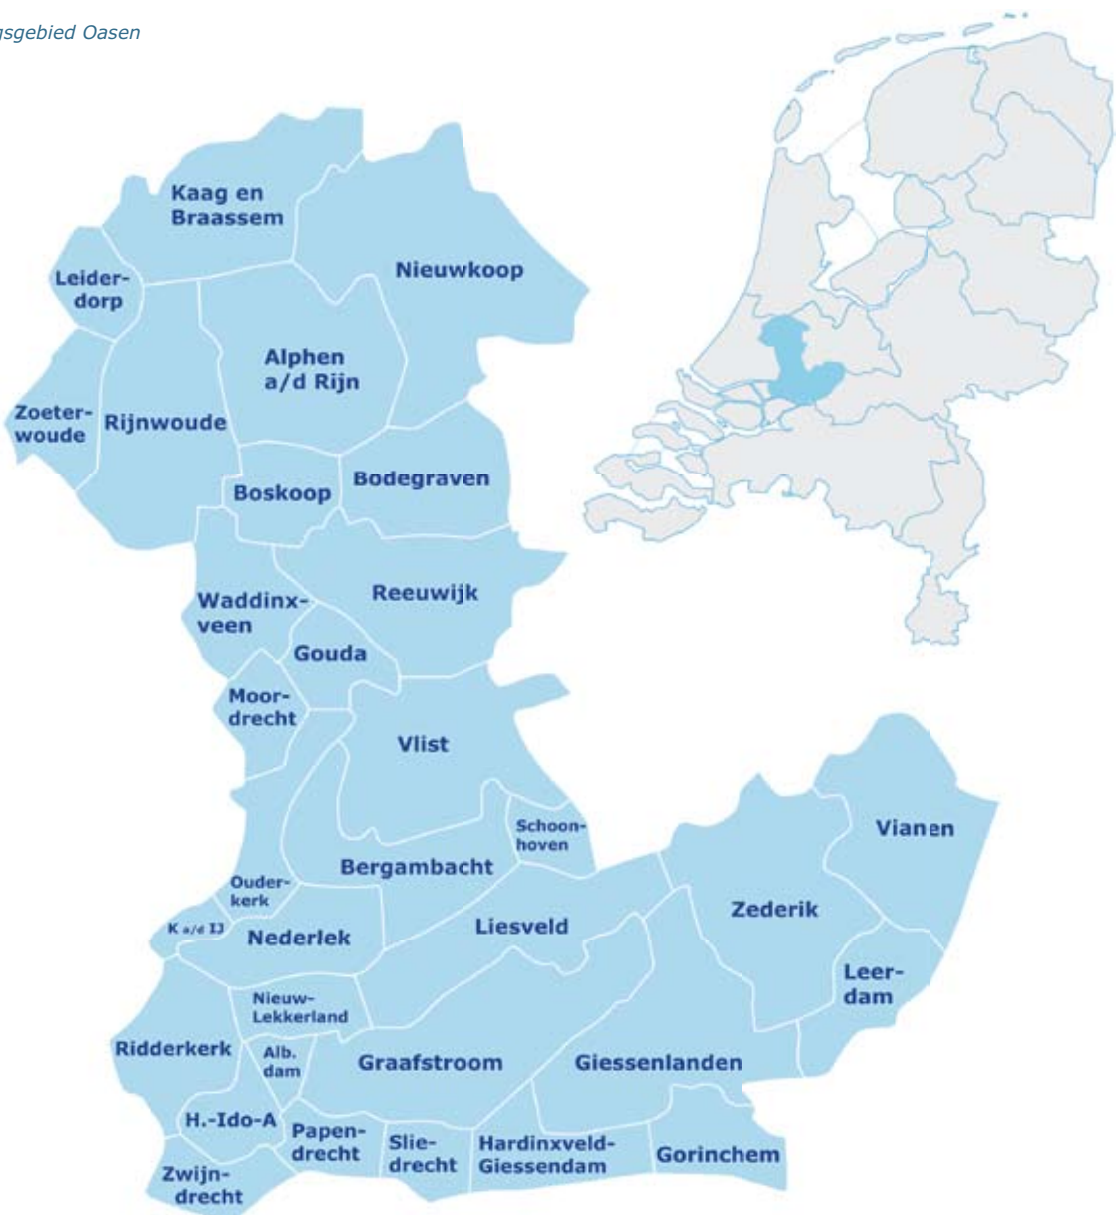 gsgebied Oasen
Kaag en
Braassem
Nieuwkoop
Leider-
dorp
Alphen
a/d Rijn
Zoeter-
woude
Rijnwoude
Boskoop
Bodegraven
Waddinx-
veen
Reeuwijk
Gouda
Moor-
drecht
Vlist
Schoon-
hoven
Vianen
Bergambacht
Ouder-
kerk
Zederik
K a/d IJ
Nederlek
Liesveld
Leer-
dam
Nieuw-
Lekkerland
Ridderkerk
Alb.
dam
Graafstroom
Giessenlanden
H.-Ido-A
Papen-
drecht
Slie-
drecht
Hardinxveld-
Giessendam
Gorinchem
Zwijn-
drecht